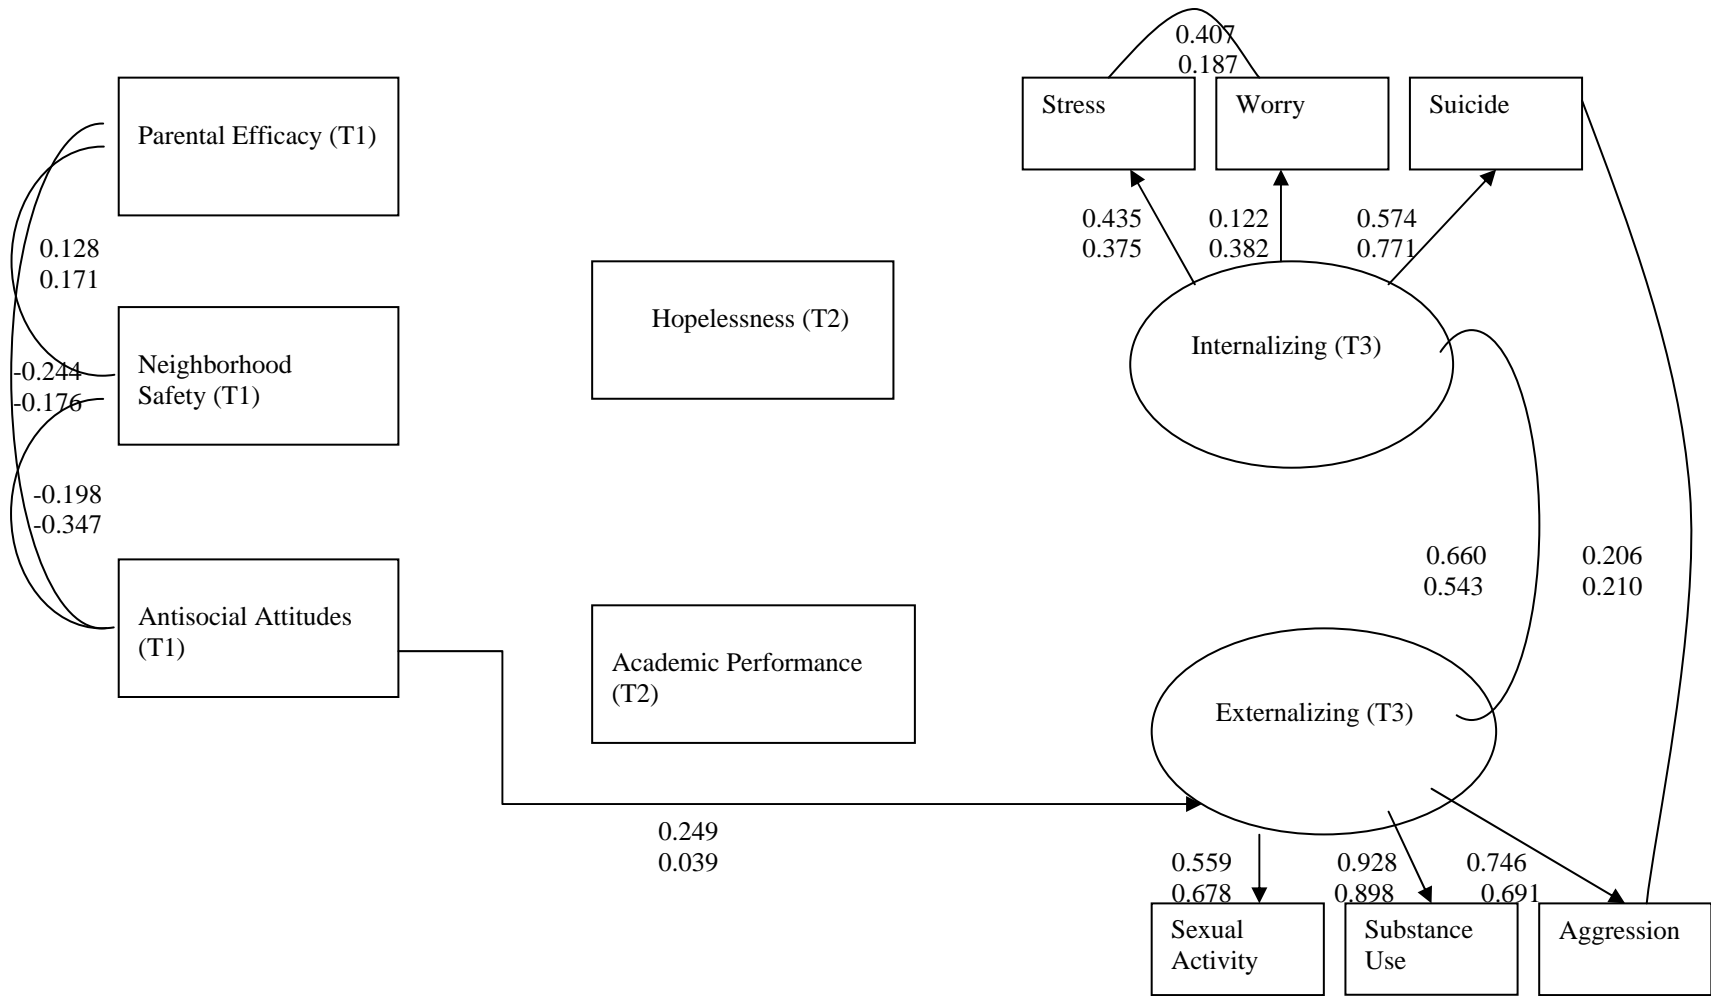 0.407
0.187
Stress
Worry
Suicide
Parental Efficacy (T1)
0.435
0.375
0.122
0.382
0.574
0.771
0.128
0.171
Hopelessness (T2)
Internalizing (T3)
Neighborhood
Safety (T1)
-0.244
-0.176
-0.198
-0.347
0.660
0.543
0.206
0.210
Antisocial Attitudes
(T1)
Academic Performance
(T2)
Externalizing (T3)
0.249
0.039
0.559
0.678
0.928
0.898
0.746
0.691
Sexual
Activity
Substance
Use
Aggression